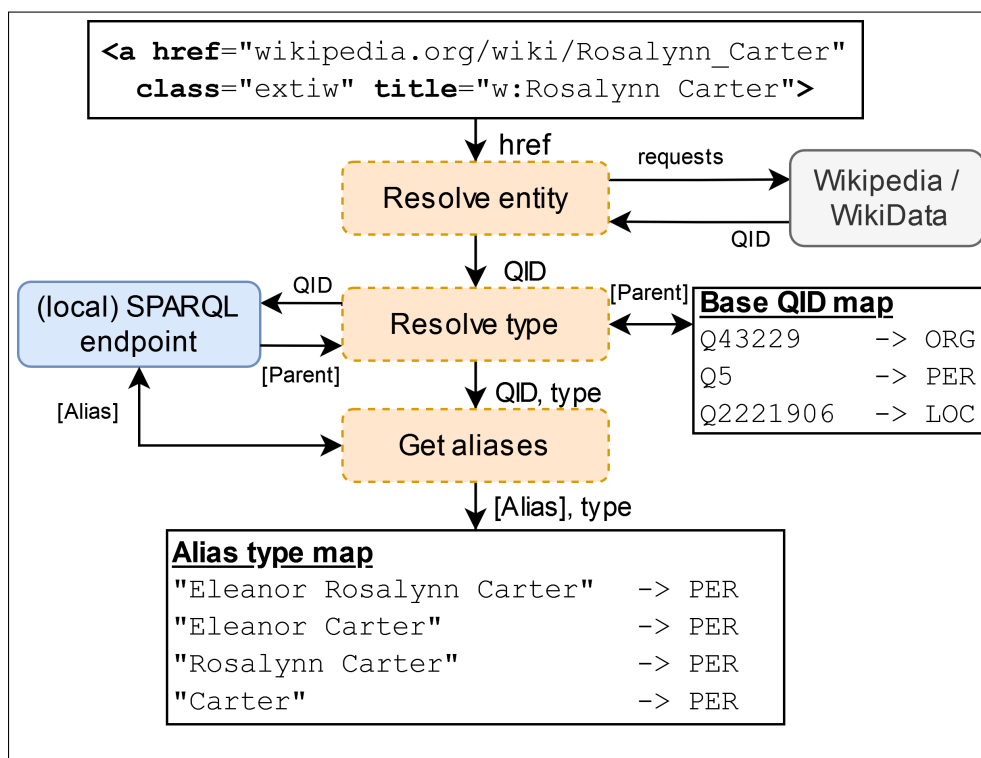 <a href="wikipedia.org/wiki/Rosalynn_Carter"
class="extiw" title="w:Rosalynn Carter">
href
Resolve entity
requests
QID
Wikipedia /
WikiData
QID
(local) SPARQL
endpoint
QID
[Parent]
Resolve type
[Parent]
Base QID map
Q43229 -> ORG
Q5 -> PER
Q2221906 -> LOC
QID, type
[Alias]
Get aliases
[Alias], type
Alias type map
"Eleanor Rosalynn Carter" -> PER
"Eleanor Carter" -> PER
"Rosalynn Carter" -> PER
"Carter" -> PER